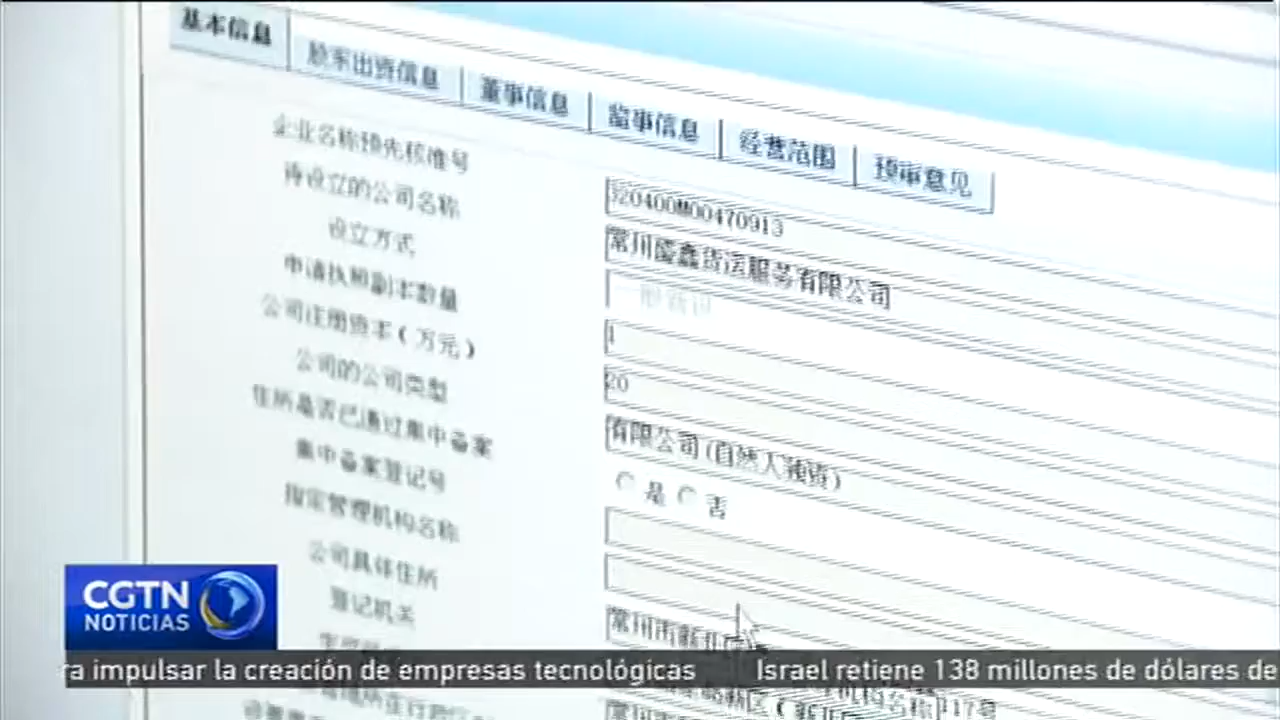 基本信息
股东出资信息
董事信息
监事信息
经营范围
预审意见
企业名称预先核准号
待设立的公司名称
320400M00470913
设立方式
常州 鑫货运服务有限公司
申请执照副本数量
一般新设
公司注册资本(万元)
1
公司的公司类型
20
住所是否已通过集中备案
有限公司(自然人独资)
集中备案登记号
是 否
指定管理机构名称
公司具体住所
登记机关
常州市新北
CGTN
NOTICIAS
ra impulsar la creación de empresas tecnológicas
Israel retiene 138 millones de dólares de